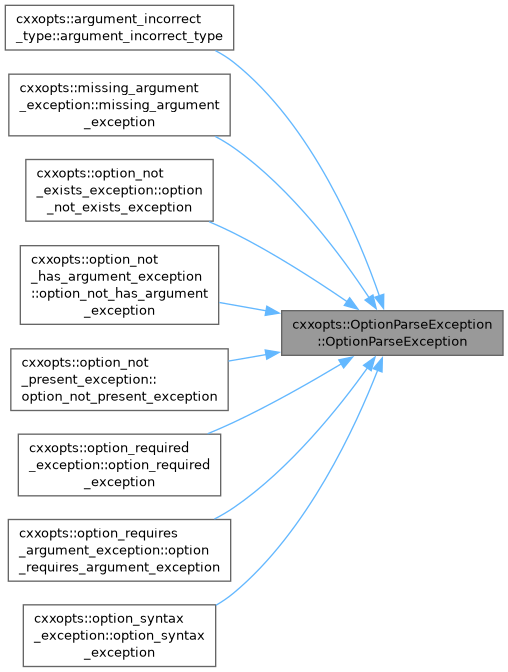 cxxopts::argument_incorrect
_type::argument_incorrect_type
cxxopts::missing_argument
_exception::missing_argument
_exception
cxxopts::option_not
_exists_exception::option
_not_exists_exception
cxxopts::option_not
_has_argument_exception
::option_not_has_argument
_exception
cxxopts::OptionParseException
::OptionParseException
cxxopts::option_not
_present_exception::
option_not_present_exception
cxxopts::option_required
_exception::option_required
_exception
cxxopts::option_requires
_argument_exception::option
_requires_argument_exception
cxxopts::option_syntax
_exception::option_syntax
_exception